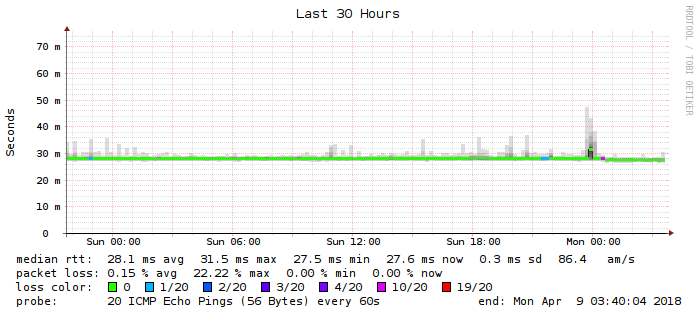 Last 30 Hours
RRDTOOL / TOBI OETIKER
Seconds
70 m
60 m
50 m
40 m
30 m
20 m
10 m
0
Sun 00:00 Sun 06:00 Sun 12:00 Sun 18:00 Mon 00:00
median rtt: 28.1 ms avg 31.5 ms max 27.5 ms min 27.6 ms now 0.3 ms sd 86.4 am/s
packet loss: 0.15 % avg 22.22 % max 0.00 % min 0.00 % now
loss color: 0 1/20 2/20 3/20 4/20 10/20 19/20
probe: 20 ICMP Echo Pings (56 Bytes) every 60s end: Mon Apr 9 03:40:04 2018